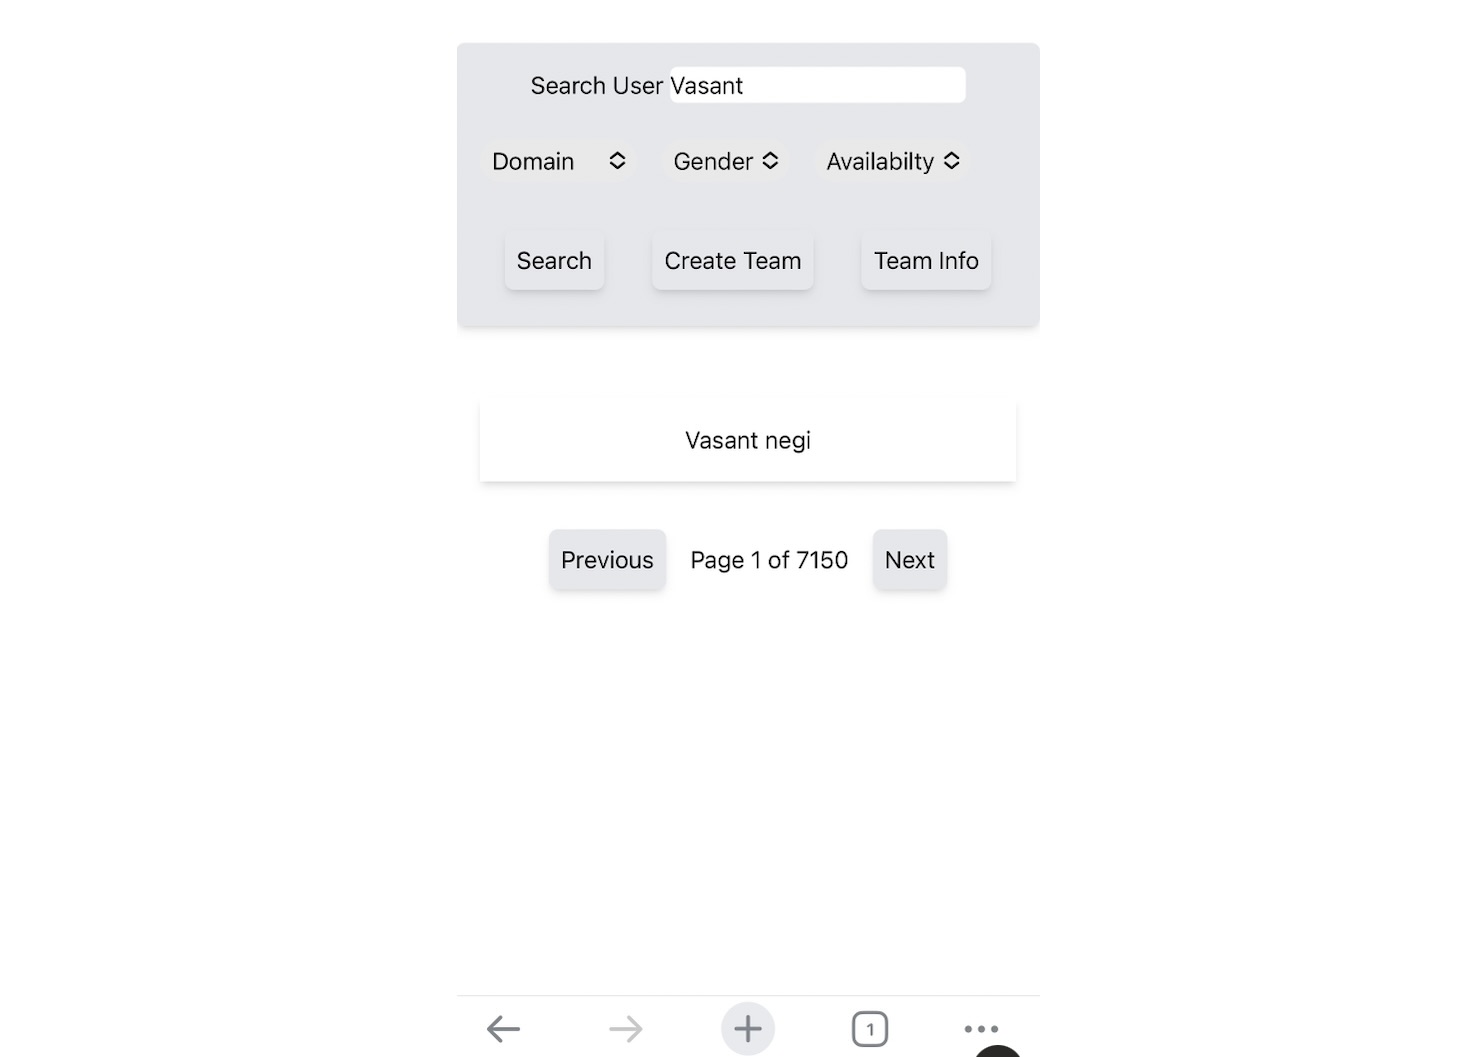 Search User Vasant
Domain Gender Availabilty
Search Create Team Team Info
Vasant negi
Previous Page 1 of 7150 Next
1